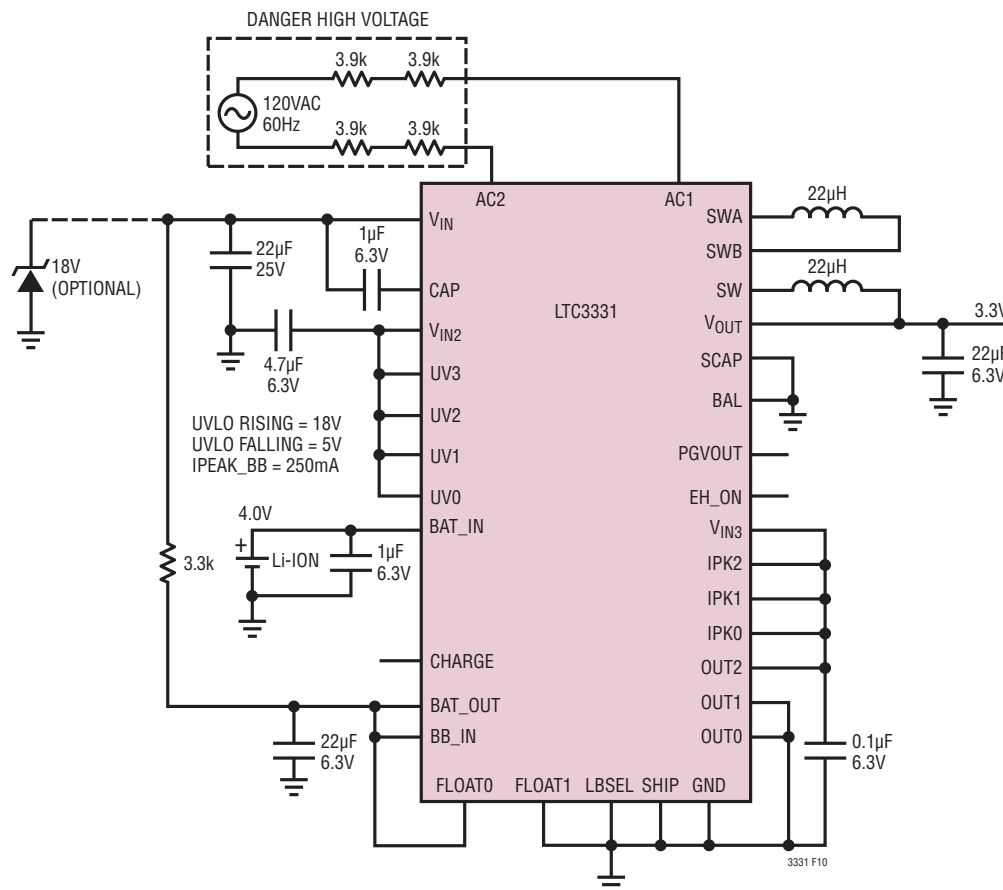 DANGER HIGH VOLTAGE
3.9k
3.9k
120VAC
60Hz
3.9k
3.9k
AC2
AC1
18V
(OPTIONAL)
22µF
25V
1µF
6.3V
4.7µF
6.3V
UVLO RISING = 18V
UVLO FALLING = 5V
IPEAK_BB = 250mA
4.0V
+
Li-ION
1µF
6.3V
3.3k
22µF
6.3V
VIN
CAP
VIN2
UV3
UV2
UV1
UV0
BAT_IN
CHARGE
BAT_OUT
BB_IN
LTC3331
FLOAT0
FLOAT1
LBSEL
SHIP
GND
SWA
SWB
SW
VOUT
SCAP
BAL
PGVOUT
EH_ON
VIN3
IPK2
IPK1
IPK0
OUT2
OUT1
OUT0
22µH
22µH
3.3V
22µF
6.3V
0.1µF
6.3V
3331 F10